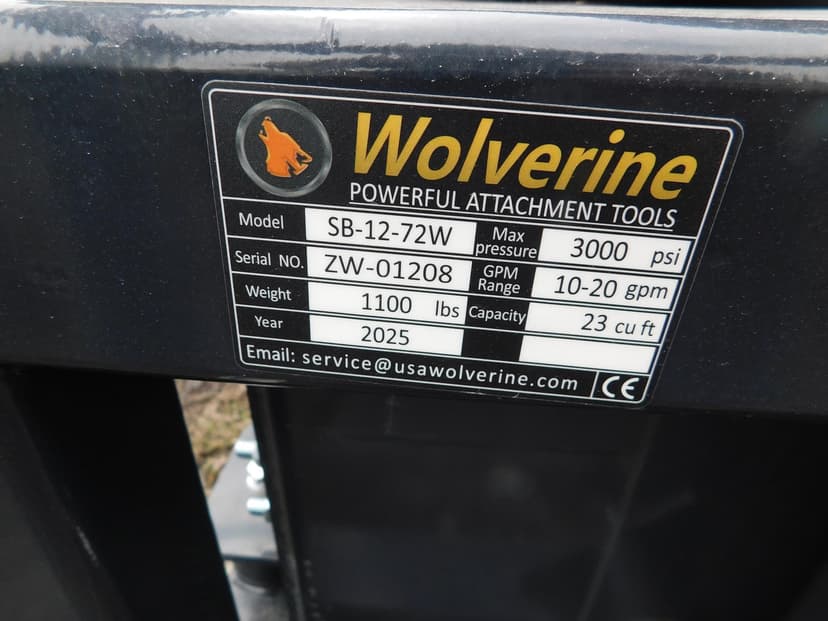 Wolverine
POWERFUL ATTACHMENT TOOLS
Model SB-12-72W Max pressure 3000 psi
Serial NO. ZW-01208 GPM Range 10-20 gpm
Weight 1100 lbs Capacity 23 cu ft
Year 2025
Email: service@usawolverine.com CE